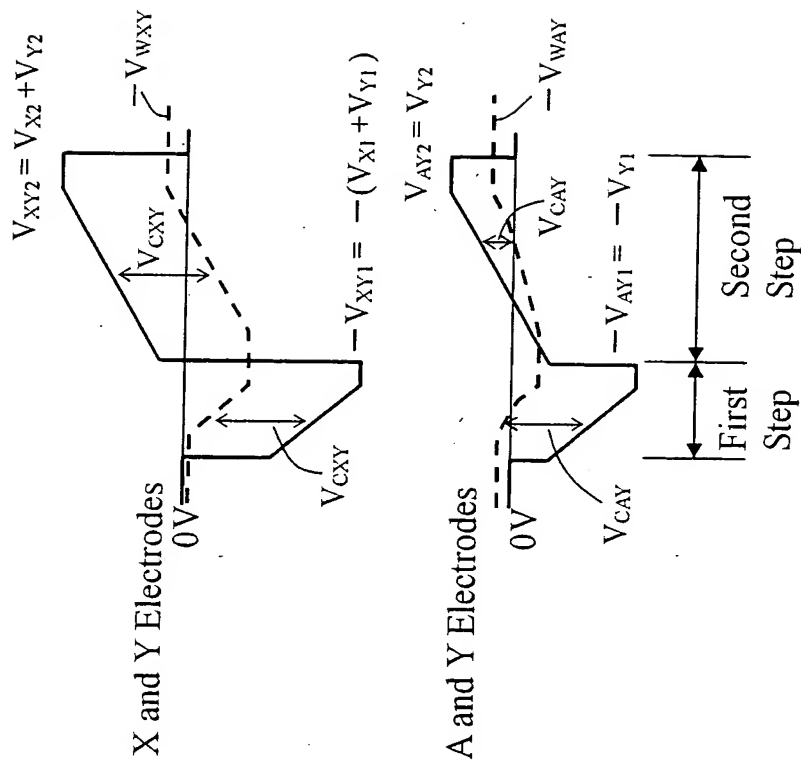 X and Y Electrodes
V_XY2 = V_X2 + V_Y2
— V_WXY
V_CXY
0V
V_CXY
— V_XY1 = — (V_X1 + V_Y1)
A and Y Electrodes
V_AY2 = V_Y2
— V_WAY
V_CAY
0V
V_CAY
— V_AY1 = — V_Y1
First
Step
Second
Step